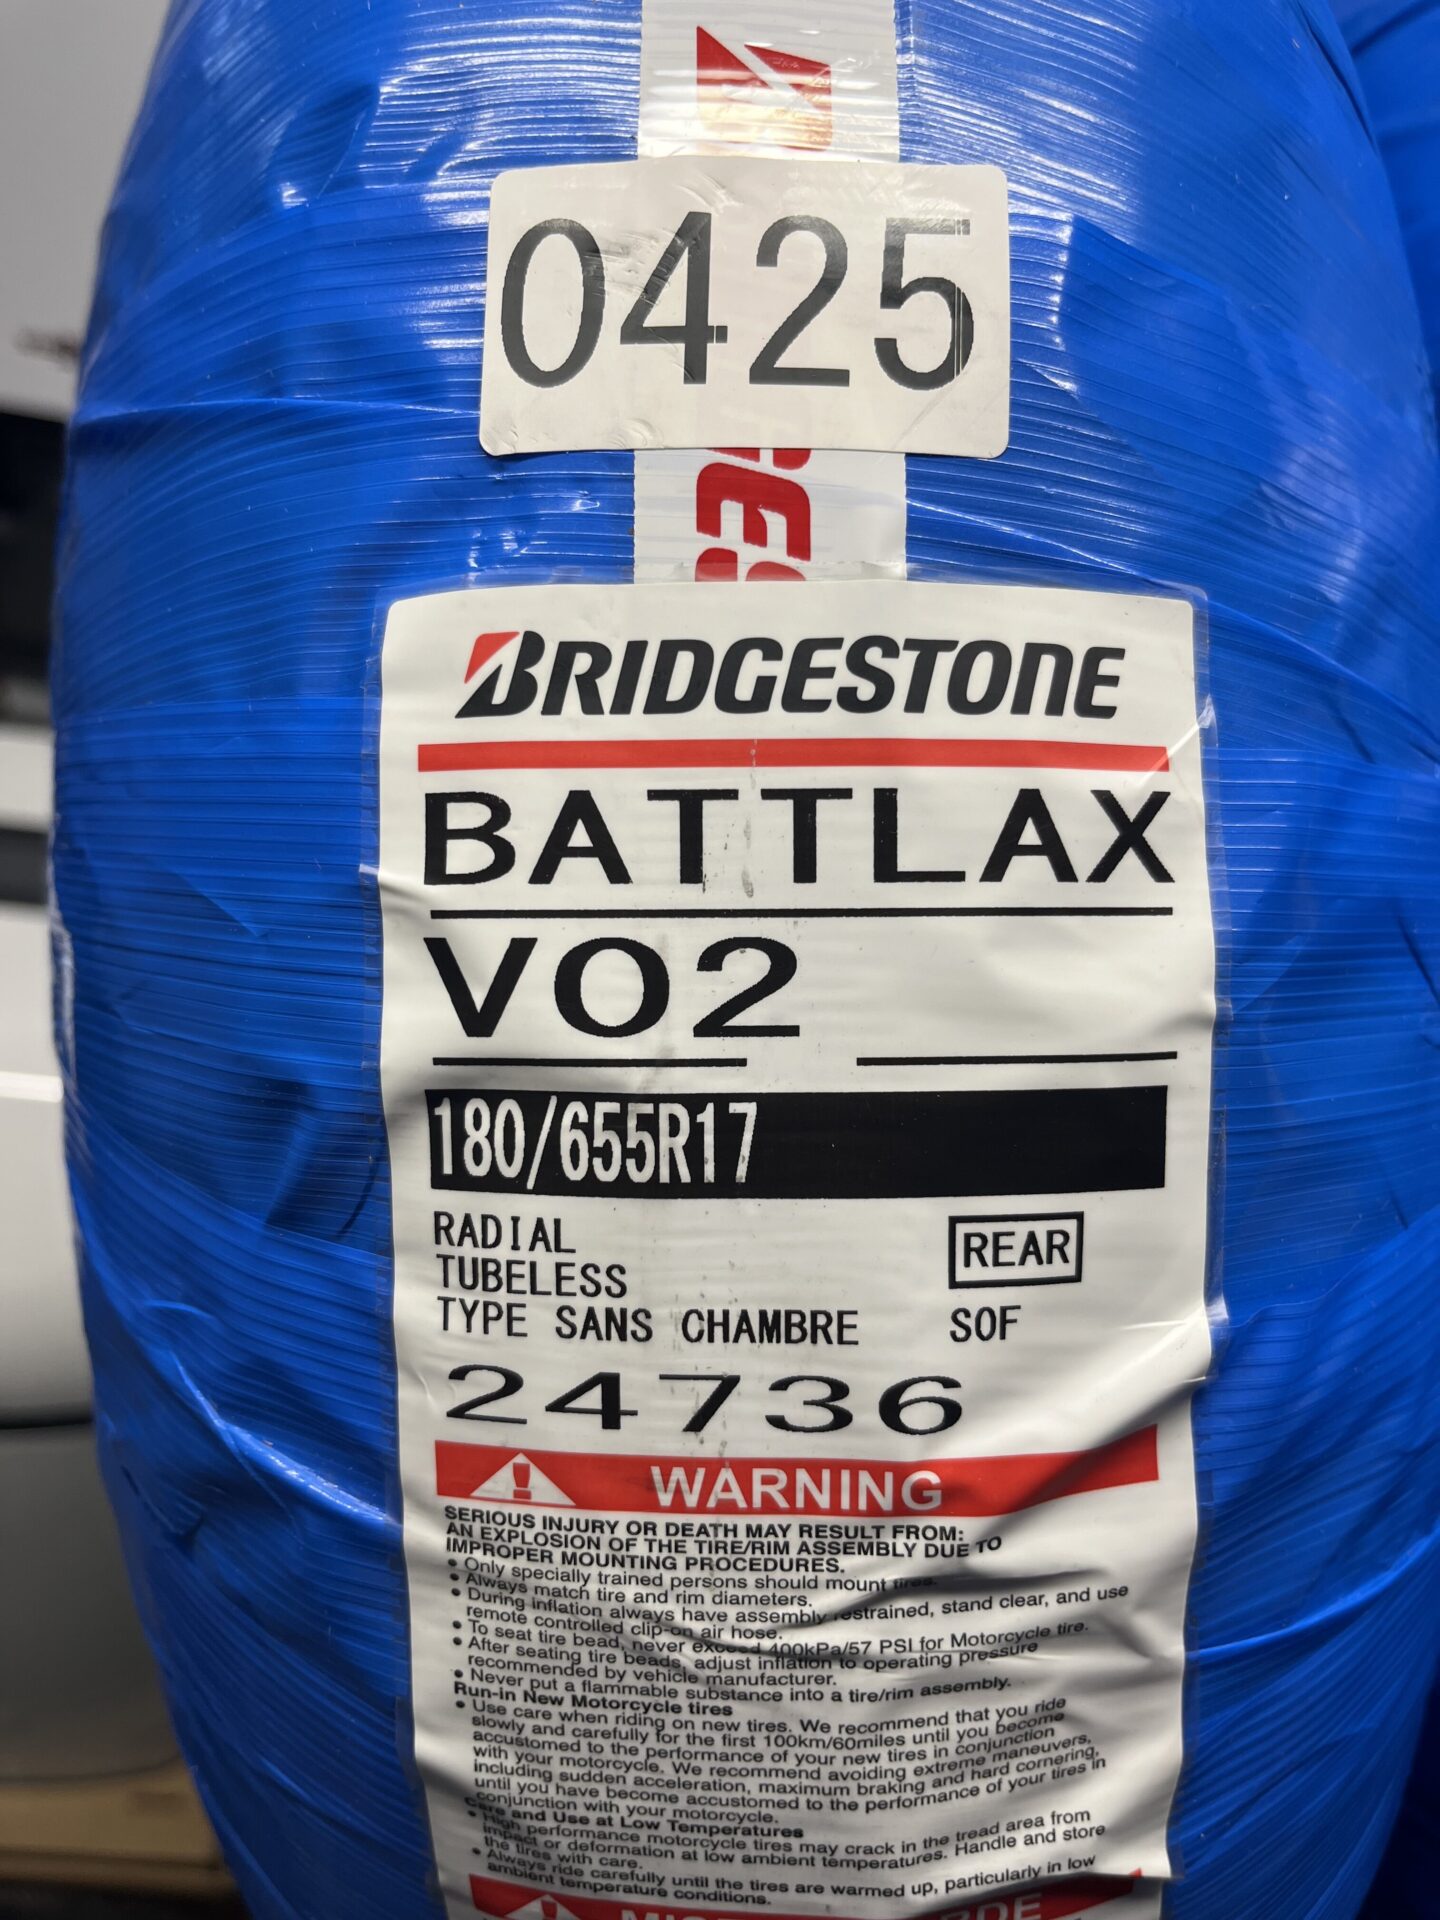 0425
BRIDGESTONE
BATTLAX
V02
180/655R17
RADIAL
TUBELESS
TYPE SANS CHAMBRE
REAR
SOF
24736
WARNING
SERIOUS INJURY OR DEATH MAY RESULT FROM:
AN EXPLOSION OF THE TIRE/RIM ASSEMBLY DUE TO
IMPROPER MOUNTING PROCEDURES.
• Only specially trained persons should mount tires.
• Always match tire and rim diameters.
• During inflation always have assembly restrained, stand clear, and use
remote controlled clip-on air hose.
• To seat tire bead, never exceed 400kPa/57 PSI for Motorcycle tire.
• After seating tire beads, adjust inflation to operating pressure
recommended by vehicle manufacturer.
• Never put a flammable substance into a tire/rim assembly.
Run-in New Motorcycle tires
• Use care when riding on new tires. We recommend that you ride
slowly and carefully for the first 100km/60miles until you become
accustomed to the performance of your new tires in conjunction
with your motorcycle. We recommend avoiding extreme maneuvers,
including sudden acceleration, maximum braking and hard cornering,
until you have become accustomed to the performance of your tires in
conjunction with your motorcycle.
Care and Use at Low Temperatures
• High performance motorcycle tires may crack in the tread area from
impact or deformation at low ambient temperatures. Handle and store
the tires with care.
• Always ride carefully until the tires are warmed up, particularly in low
ambient temperature conditions.